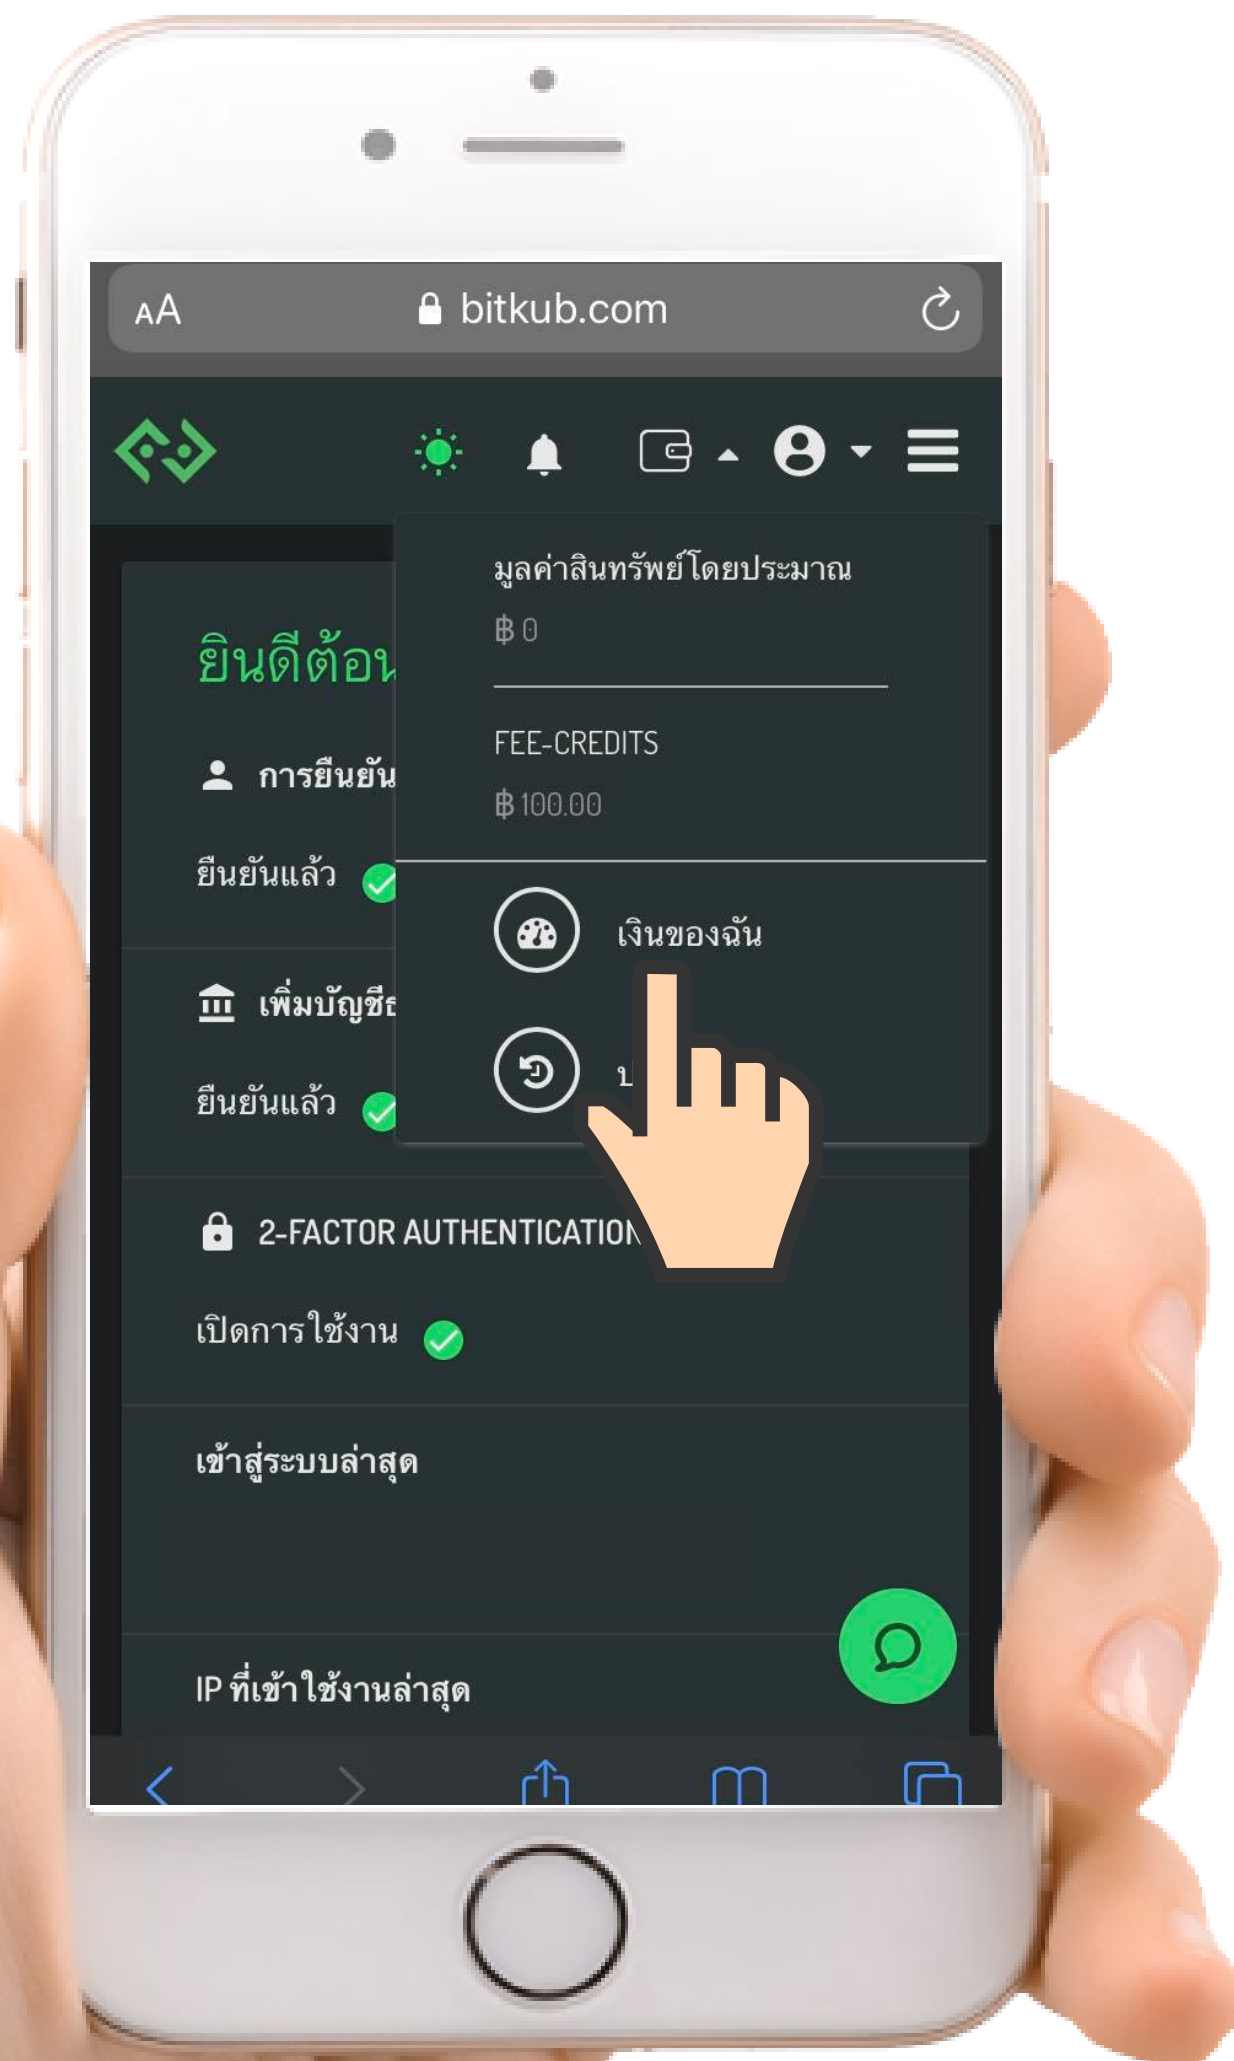 AA bitkub.com
มูลค่าสินทรัพย์โดยประมาณ
฿ 0
FEE-CREDITS
฿ 100.00
เงินของฉัน
ยินดีต้อน
การยืนยัน
ยืนยันแล้ว
เพิ่มบัญชีธ
ยืนยันแล้ว
2-FACTOR AUTHENTICATION
เปิดการใช้งาน
เข้าสู่ระบบล่าสุด
IP ที่เข้าใช้งานล่าสุด